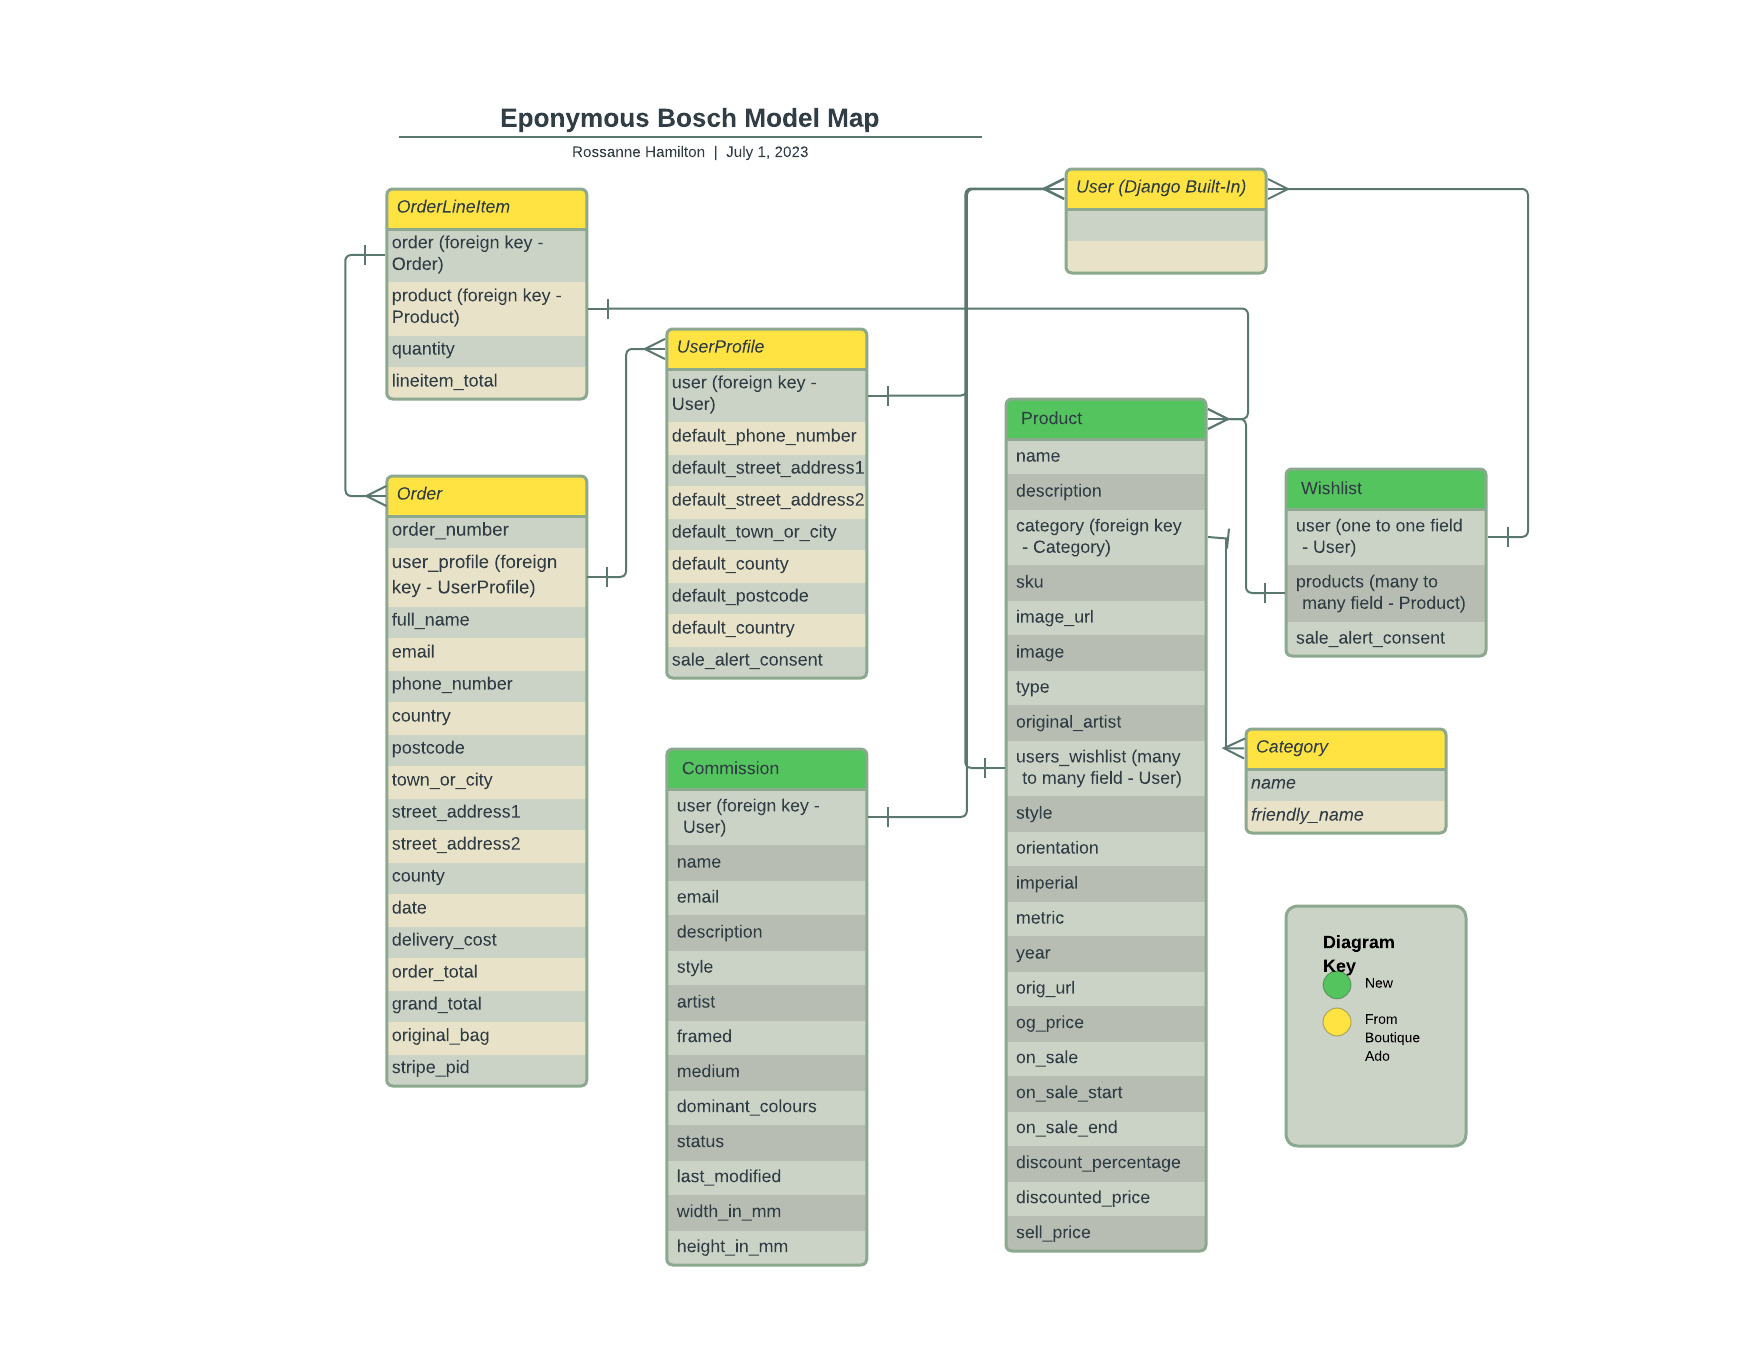 Eponymous Bosch Model Map
Rossanne Hamilton | July 1, 2023
OrderLineItem
order (foreign key -
Order)
product (foreign key -
Product)
quantity
lineitem_total
Order
order_number
user_profile (foreign
key - UserProfile)
full_name
email
phone_number
country
postcode
town_or_city
street_address1
street_address2
county
date
delivery_cost
order_total
grand_total
original_bag
stripe_pid
UserProfile
user (foreign key -
User)
default_phone_number
default_street_address1
default_street_address2
default_town_or_city
default_county
default_postcode
default_country
sale_alert_consent
Commission
user (foreign key -
User)
name
email
description
style
artist
framed
medium
dominant_colours
status
last_modified
width_in_mm
height_in_mm
User (Django Built-In)
Product
name
description
category (foreign key
- Category)
sku
image_url
image
type
original_artist
users_wishlist (many
to many field - User)
style
orientation
imperial
metric
year
orig_url
og_price
on_sale
on_sale_start
on_sale_end
discount_percentage
discounted_price
sell_price
Wishlist
user (one to one field
- User)
products (many to
many field - Product)
sale_alert_consent
Category
name
friendly_name
Diagram
Key
New
From
Boutique
Ado